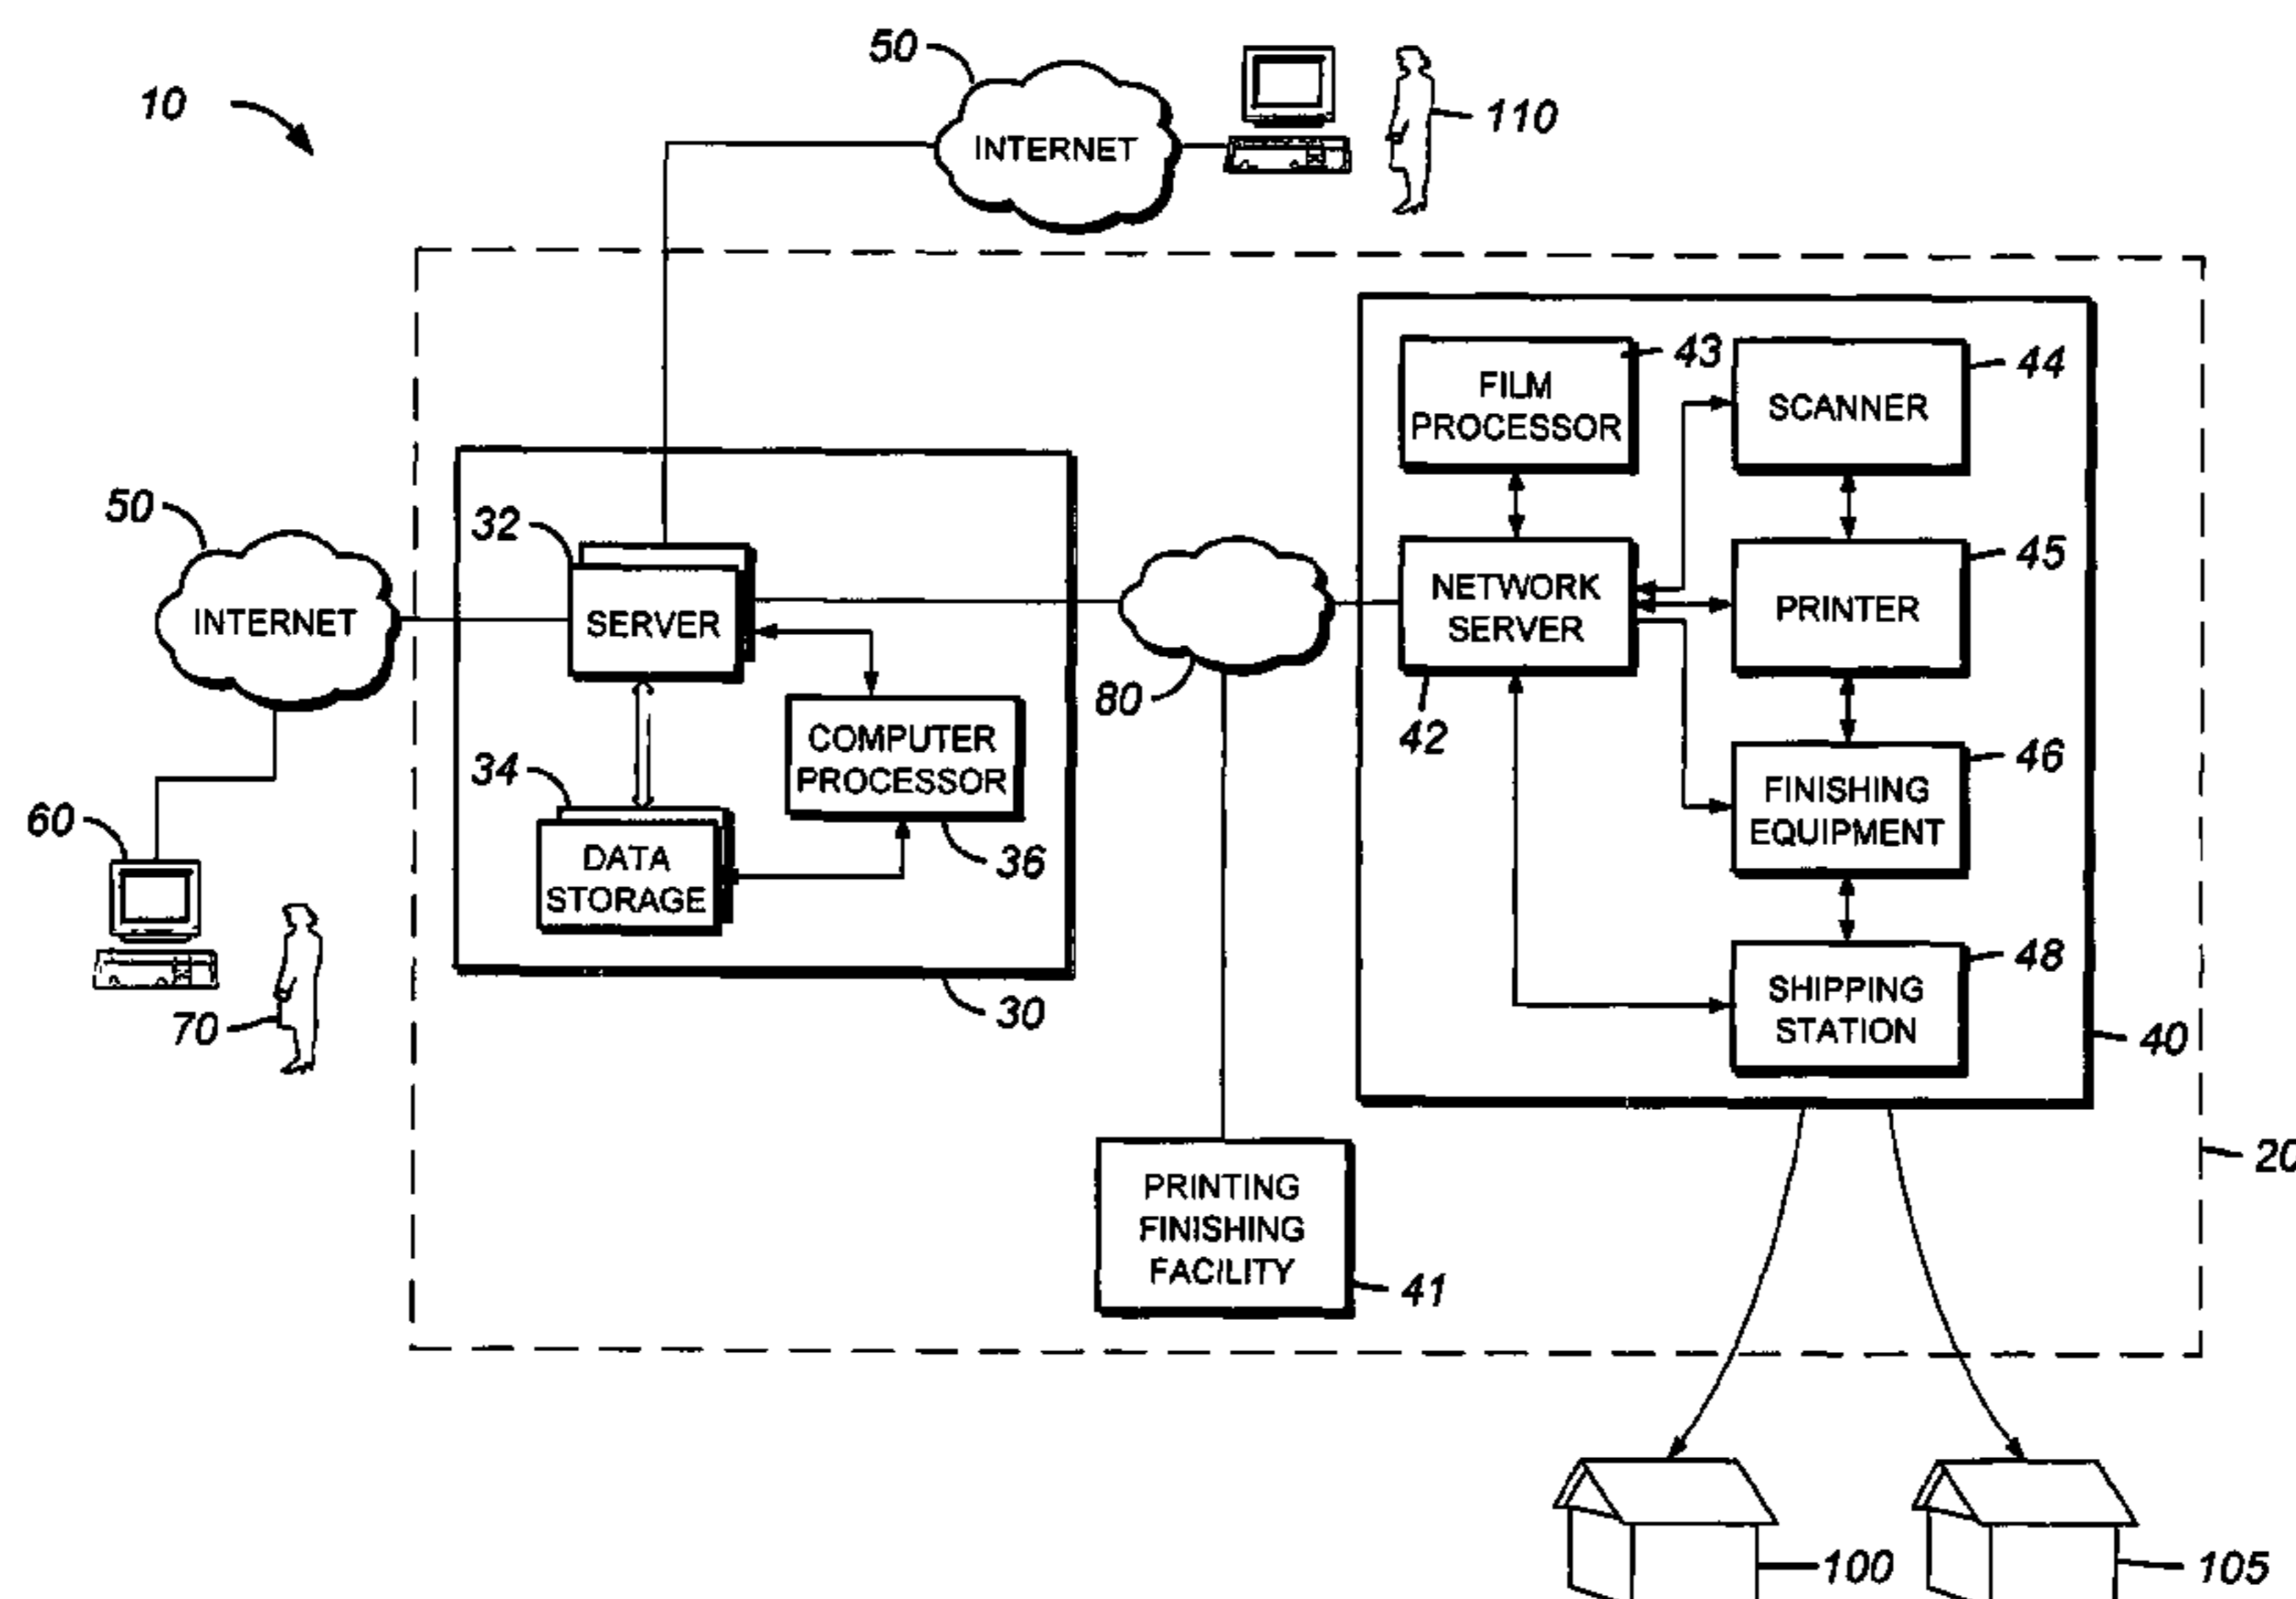 10
50
INTERNET
110
43
FILM
PROCESSOR
44
SCANNER
50
INTERNET
32
SERVER
80
NETWORK
SERVER
42
45
PRINTER
COMPUTER
PROCESSOR
36
34
DATA
STORAGE
46
FINISHING
EQUIPMENT
60
70
30
48
SHIPPING
STATION
40
PRINTING
FINISHING
FACILITY
41
20
100
105